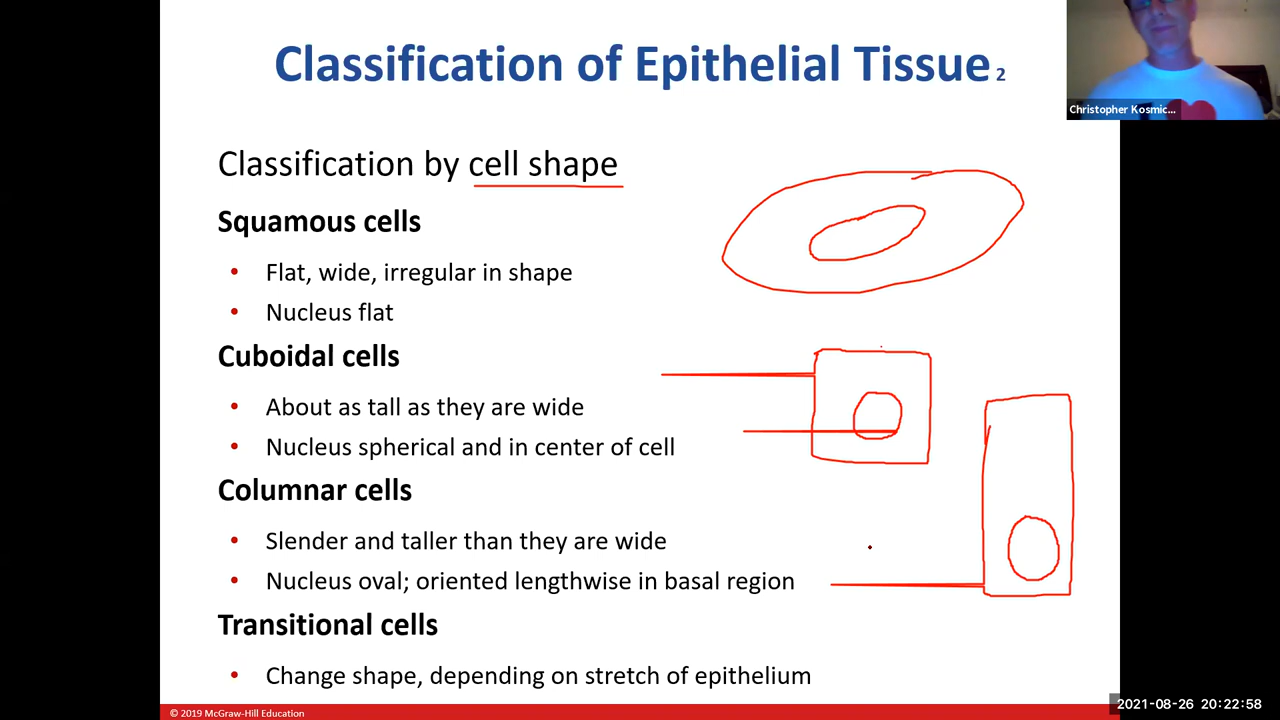 Classification of Epithelial Tissue 2
Christopher Kosmic...
Classification by cell shape
Squamous cells
• Flat, wide, irregular in shape
• Nucleus flat
Cuboidal cells
• About as tall as they are wide
• Nucleus spherical and in center of cell
Columnar cells
• Slender and taller than they are wide
• Nucleus oval; oriented lengthwise in basal region
Transitional cells
• Change shape, depending on stretch of epithelium
© 2019 McGraw-Hill Education
2021-08-26 20:22:58